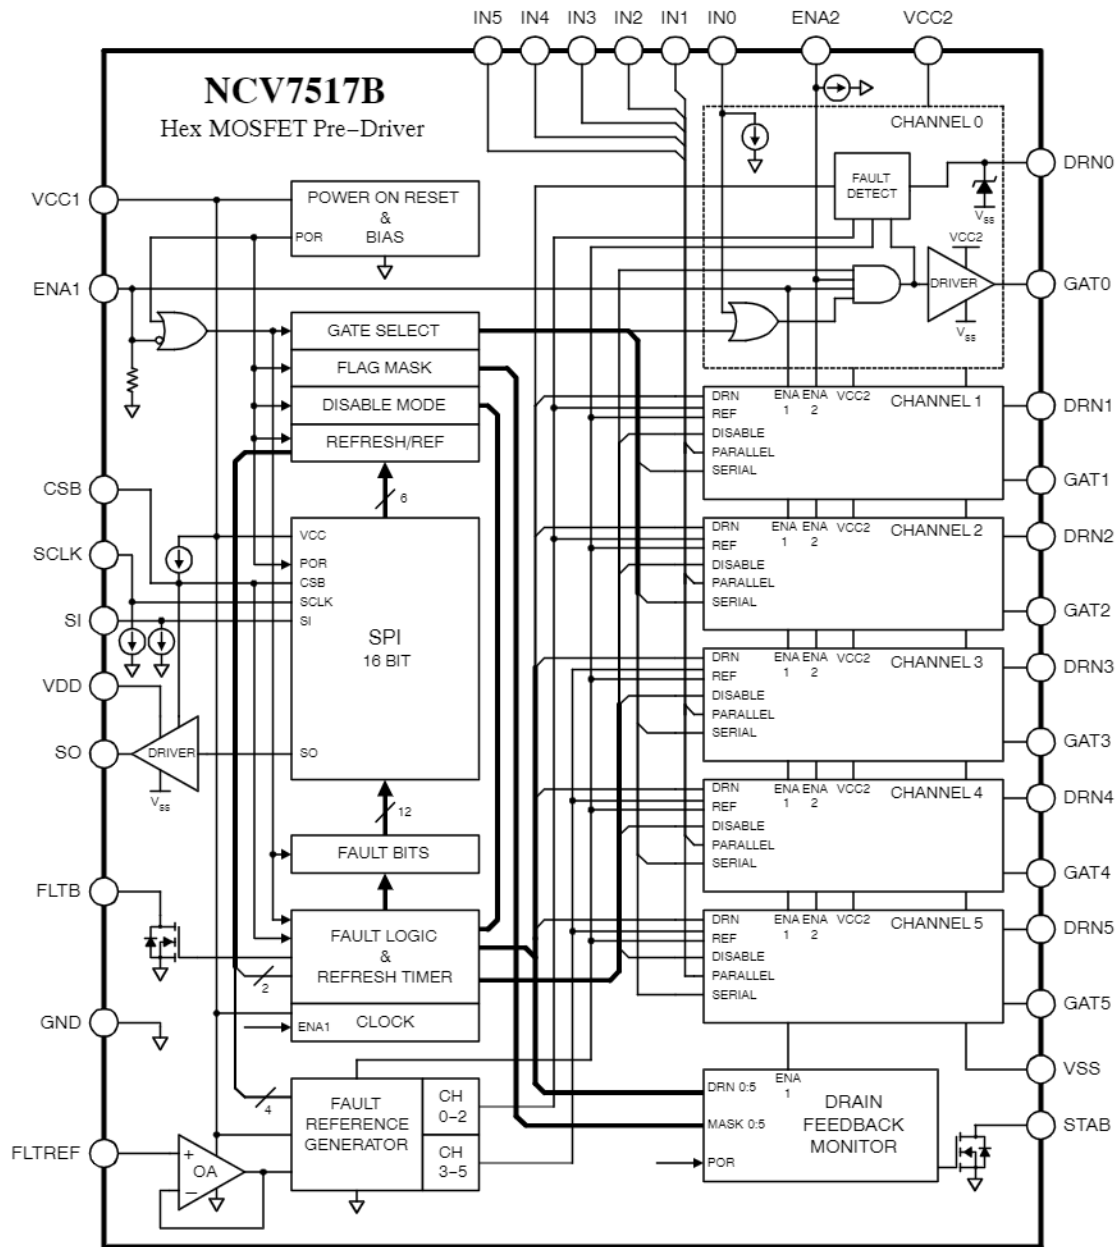 IN5 IN4 IN3 IN2 IN1 IN0 ENA2 VCC2
NCV7517B
Hex MOSFET Pre–Driver
CHANNEL 0
FAULT
DETECT
DRN0
VSS
VCC2
DRIVER
GAT0
VSS
VCC1
POWER ON RESET
&
BIAS
POR
ENA1
GATE SELECT
FLAG MASK
DISABLE MODE
REFRESH/REF
6
CSB
SCLK
SI
VDD
SO
VCC
POR
CSB
SCLK
SI
SPI
16 BIT
SO
DRIVER
VSS
12
FAULT BITS
FLTB
FAULT LOGIC
&
REFRESH TIMER
2
GND
ENA1
CLOCK
4
FAULT
REFERENCE
GENERATOR
CH
0–2
CH
3–5
FLTREF
+
OA
–
DRN
REF
DISABLE
PARALLEL
SERIAL
ENA
1
ENA
2
VCC2
CHANNEL 1
DRN1
GAT1
DRN
REF
DISABLE
PARALLEL
SERIAL
ENA
1
ENA
2
VCC2
CHANNEL 2
DRN2
GAT2
DRN
REF
DISABLE
PARALLEL
SERIAL
ENA
1
ENA
2
VCC2
CHANNEL 3
DRN3
GAT3
DRN
REF
DISABLE
PARALLEL
SERIAL
ENA
1
ENA
2
VCC2
CHANNEL 4
DRN4
GAT4
DRN
REF
DISABLE
PARALLEL
SERIAL
ENA
1
ENA
2
VCC2
CHANNEL 5
DRN5
GAT5
VSS
DRN 0:5
MASK 0:5
POR
ENA
1
DRAIN
FEEDBACK
MONITOR
STAB